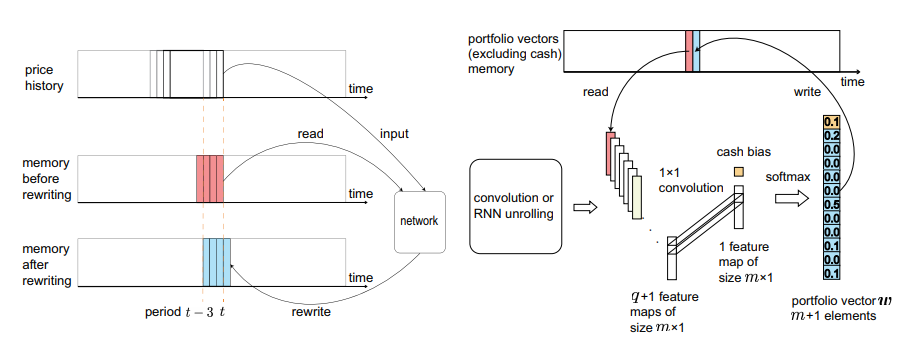 price
history
time
read
input
memory
before
rewriting
time
network
memory
after
rewriting
time
period t − 3 t
rewrite
portfolio vectors
(excluding cash)
memory
time
read
write
convolution or
RNN unrolling
1×1
convolution
cash bias
softmax
q+1 feature
maps of
size m×1
1 feature
map of
size m×1
0.1
0.2
0.0
0.0
0.0
0.0
0.5
0.0
0.0
0.1
0.0
0.1
portfolio vector w
m+1 elements